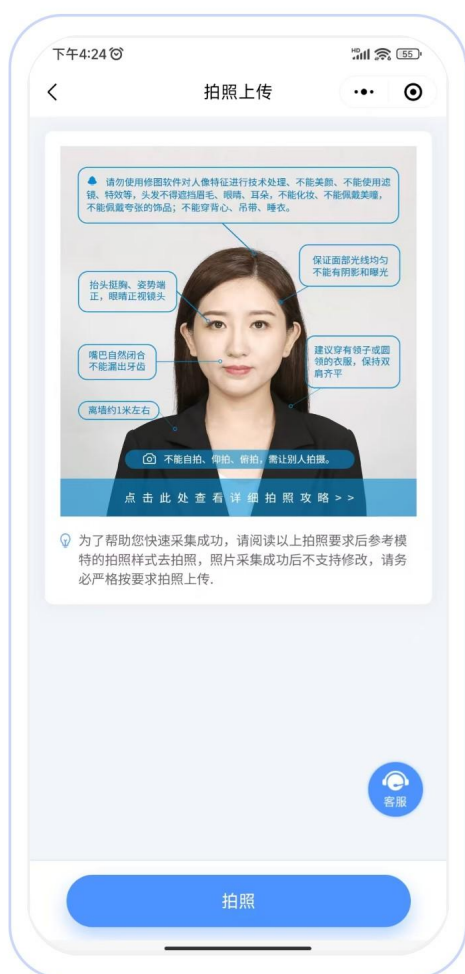 下午4:24
HD
55
拍照上传
请勿使用修图软件对人像特征进行技术处理、不能美颜、不能使用滤
镜、特效等，头发不得遮挡眉毛、眼睛、耳朵，不能化妆、不能佩戴美瞳，
不能佩戴夸张的饰品；不能穿背心、吊带、睡衣。
保证面部光线均匀
不能有阴影和曝光
抬头挺胸、姿势端
正，眼睛正视镜头
嘴巴自然闭合
不能漏出牙齿
建议穿有领子或圆
领的衣服，保持双
肩齐平
离墙约1米左右
不能自拍、仰拍、俯拍，需让别人拍摄。
点击此处查看详细拍照攻略>>
为了帮助您快速采集成功，请阅读以上拍照要求后参考模
特的拍照样式去拍照，照片采集成功后不支持修改，请务
必严格按要求拍照上传.
客服
拍照